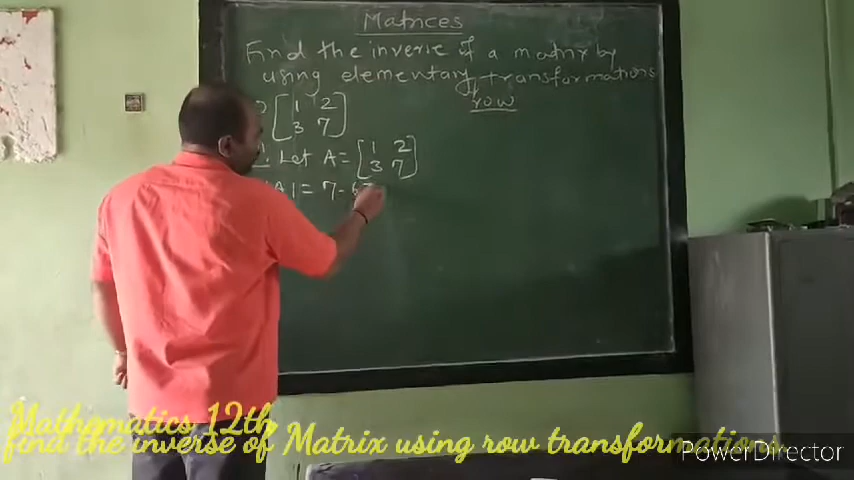 Matrices
Find the inverse of a matrix by
using elementary transformations
row
[1 2
3 7]
Let A = [1 2
3 7]
|A| = 7 - 6
Mathematics 12th
find the inverse of Matrix using row transformations.
PowerDirector